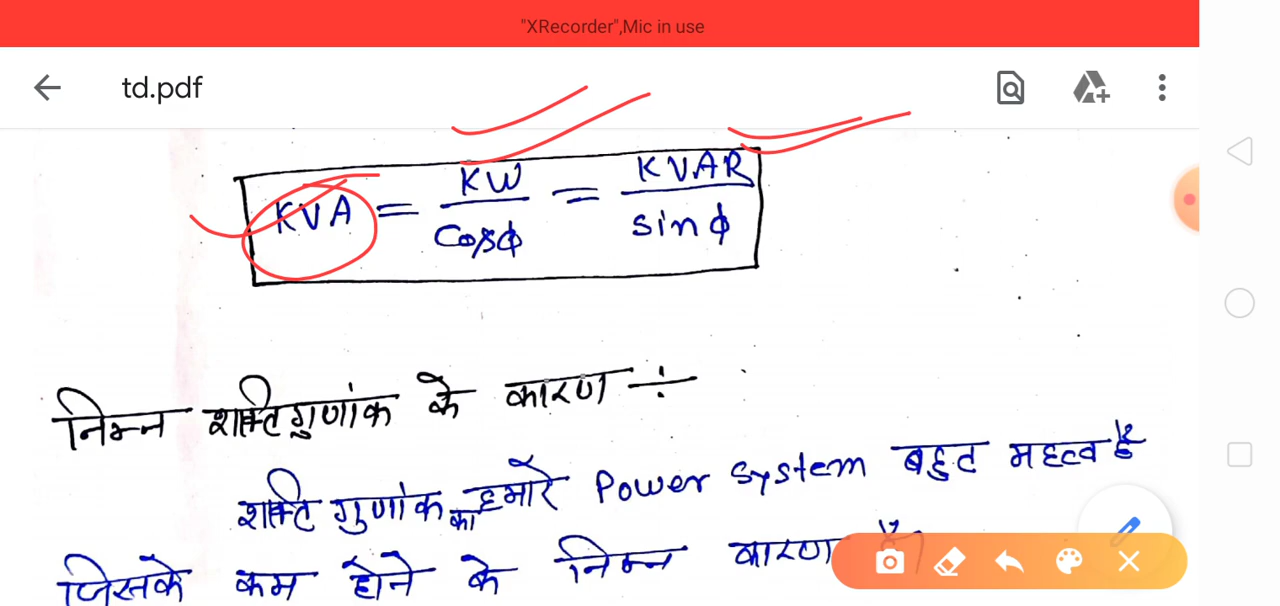 "XRecorder",Mic in use
td.pdf
KVA = KW / Cosϕ = KVAR / sin ϕ
निम्न शक्ति गुणांक के कारण ÷
शक्ति गुणांक का हमारे Power System बहुत महत्व है
जिसके कम होने के निम्न कारण है